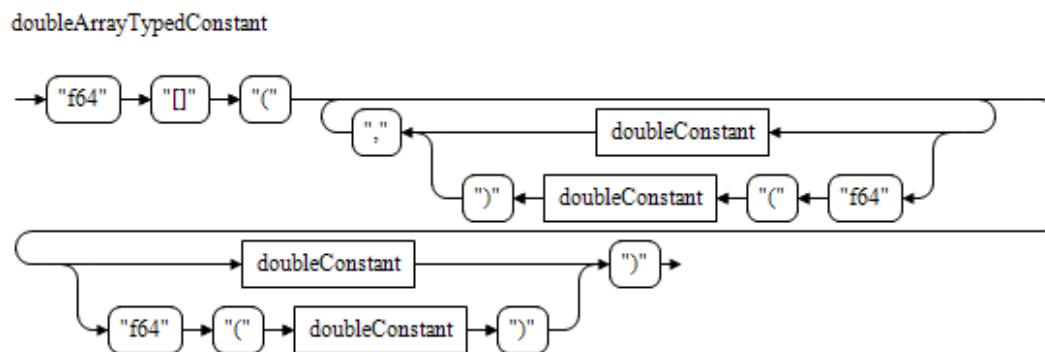 doubleArrayTypedConstant
"f64" "[]" "("
"," doubleConstant
")" doubleConstant "(" "f64"
doubleConstant ")"
"f64" "(" doubleConstant ")"